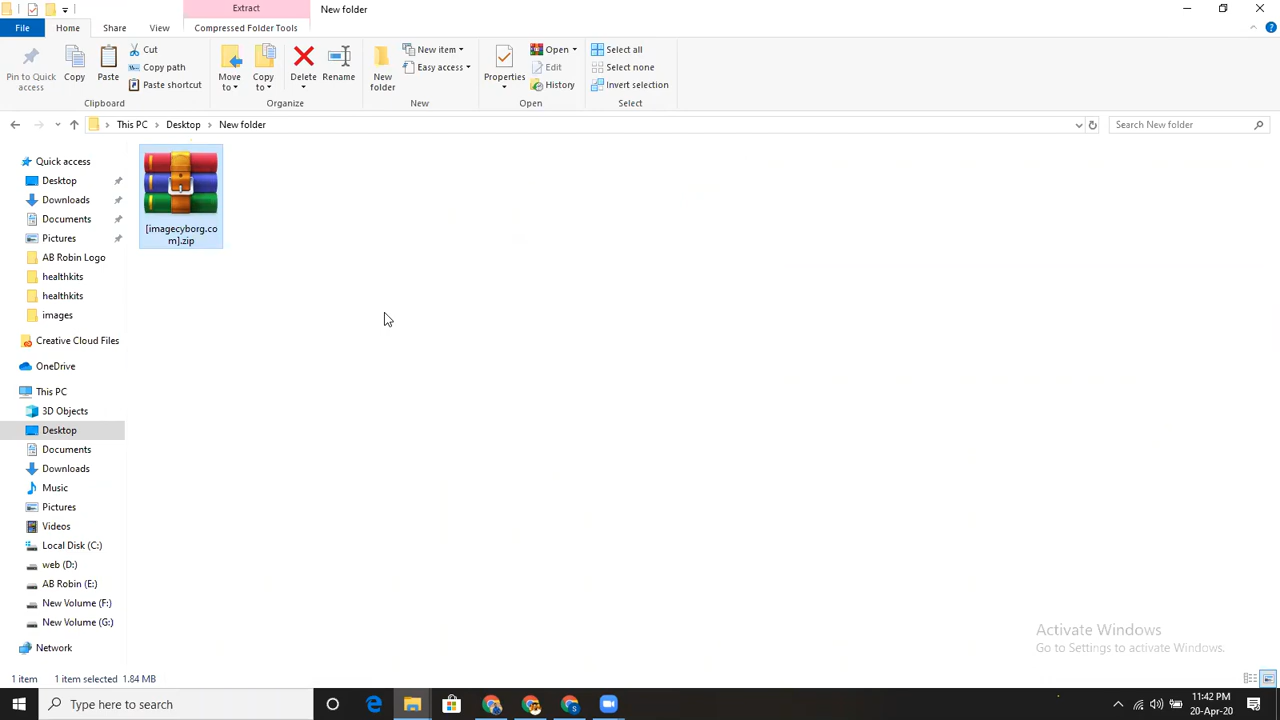 Extract
New folder
File
Home
Share
View
Compressed Folder Tools
Pin to Quick access
Copy
Paste
Cut
Copy path
Paste shortcut
Clipboard
Move to
Copy to
Delete
Rename
Organize
New folder
New item
Easy access
New
Properties
Open
Edit
History
Open
Select all
Select none
Invert selection
Select
This PC
Desktop
New folder
Search New folder
Quick access
Desktop
Downloads
Documents
Pictures
AB Robin Logo
healthkits
healthkits
images
Creative Cloud Files
OneDrive
This PC
3D Objects
Desktop
Documents
Downloads
Music
Pictures
Videos
Local Disk (C:)
web (D:)
AB Robin (E:)
New Volume (F:)
New Volume (G:)
Network
[imagecyborg.co
m].zip
Activate Windows
Go to Settings to activate Windows.
1 item
1 item selected 1.84 MB
Type here to search
11:42 PM
20-Apr-20